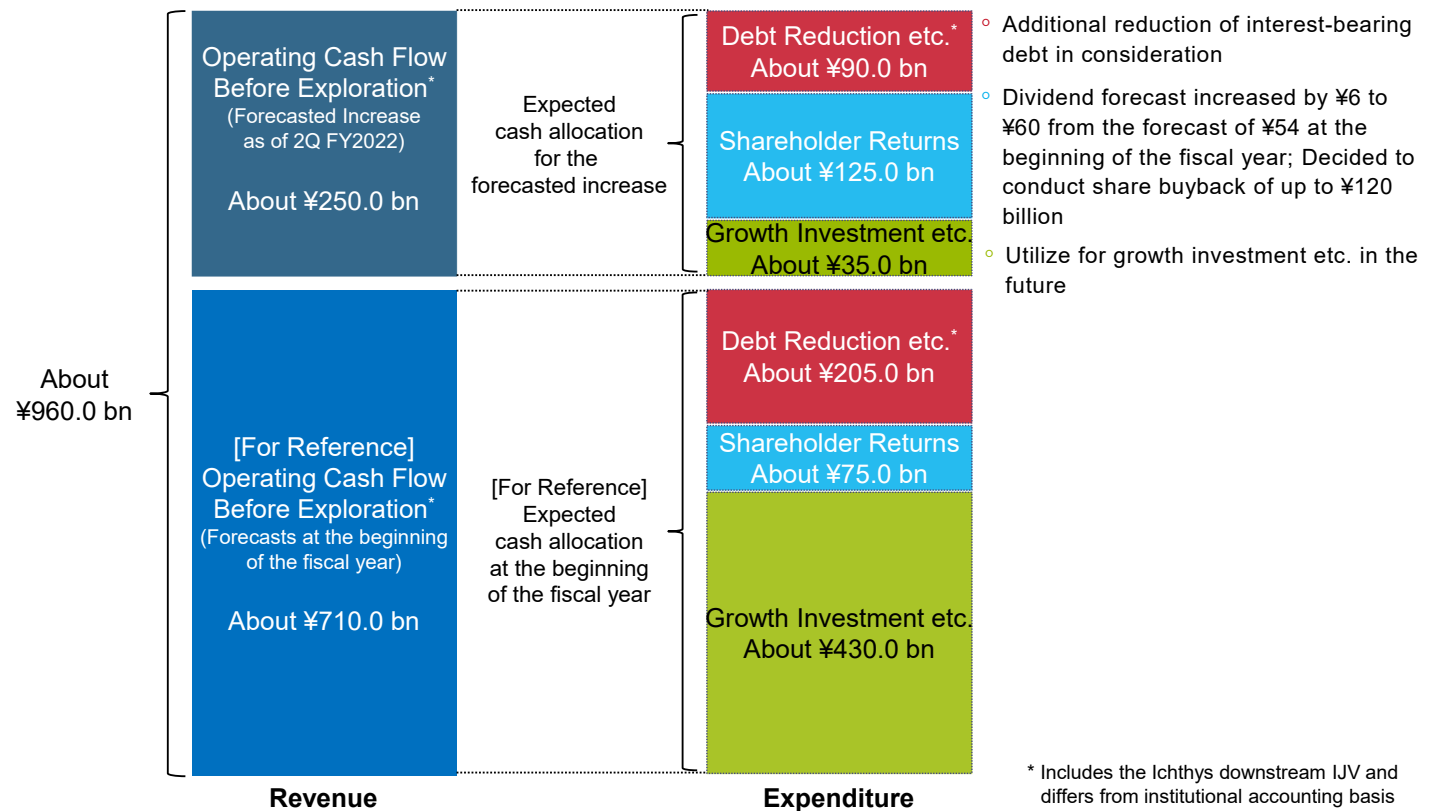 About
¥960.0 bn
Operating Cash Flow
Before Exploration*
(Forecasted Increase
as of 2Q FY2022)
About ¥250.0 bn
Expected
cash allocation
for the
forecasted increase
Debt Reduction etc.*
About ¥90.0 bn
Shareholder Returns
About ¥125.0 bn
Growth Investment etc.
About ¥35.0 bn
° Additional reduction of interest-bearing
debt in consideration
° Dividend forecast increased by ¥6 to
¥60 from the forecast of ¥54 at the
beginning of the fiscal year; Decided to
conduct share buyback of up to ¥120
billion
° Utilize for growth investment etc. in the
future
[For Reference]
Operating Cash Flow
Before Exploration*
(Forecasts at the beginning
of the fiscal year)
About ¥710.0 bn
[For Reference]
Expected
cash allocation
at the beginning
of the fiscal year
Debt Reduction etc.*
About ¥205.0 bn
Shareholder Returns
About ¥75.0 bn
Growth Investment etc.
About ¥430.0 bn
Revenue
Expenditure
* Includes the Ichthys downstream IJV and
differs from institutional accounting basis